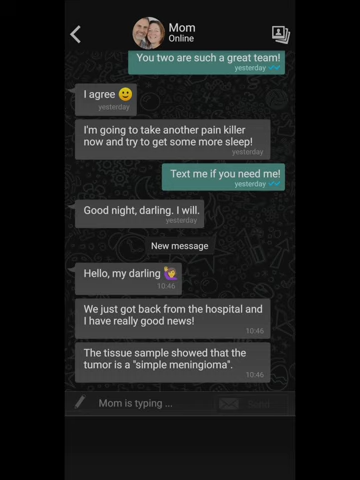 Mom
Online
You two are such a great team!
yesterday
I agree 🙂
yesterday
I'm going to take another pain killer
now and try to get some more sleep!
yesterday
Text me if you need me!
yesterday
Good night, darling. I will.
yesterday
New message
Hello, my darling 🙋‍♀️
10:46
We just got back from the hospital and
I have really good news!
10:46
The tissue sample showed that the
tumor is a "simple meningioma".
10:46
Mom is typing ...
Send